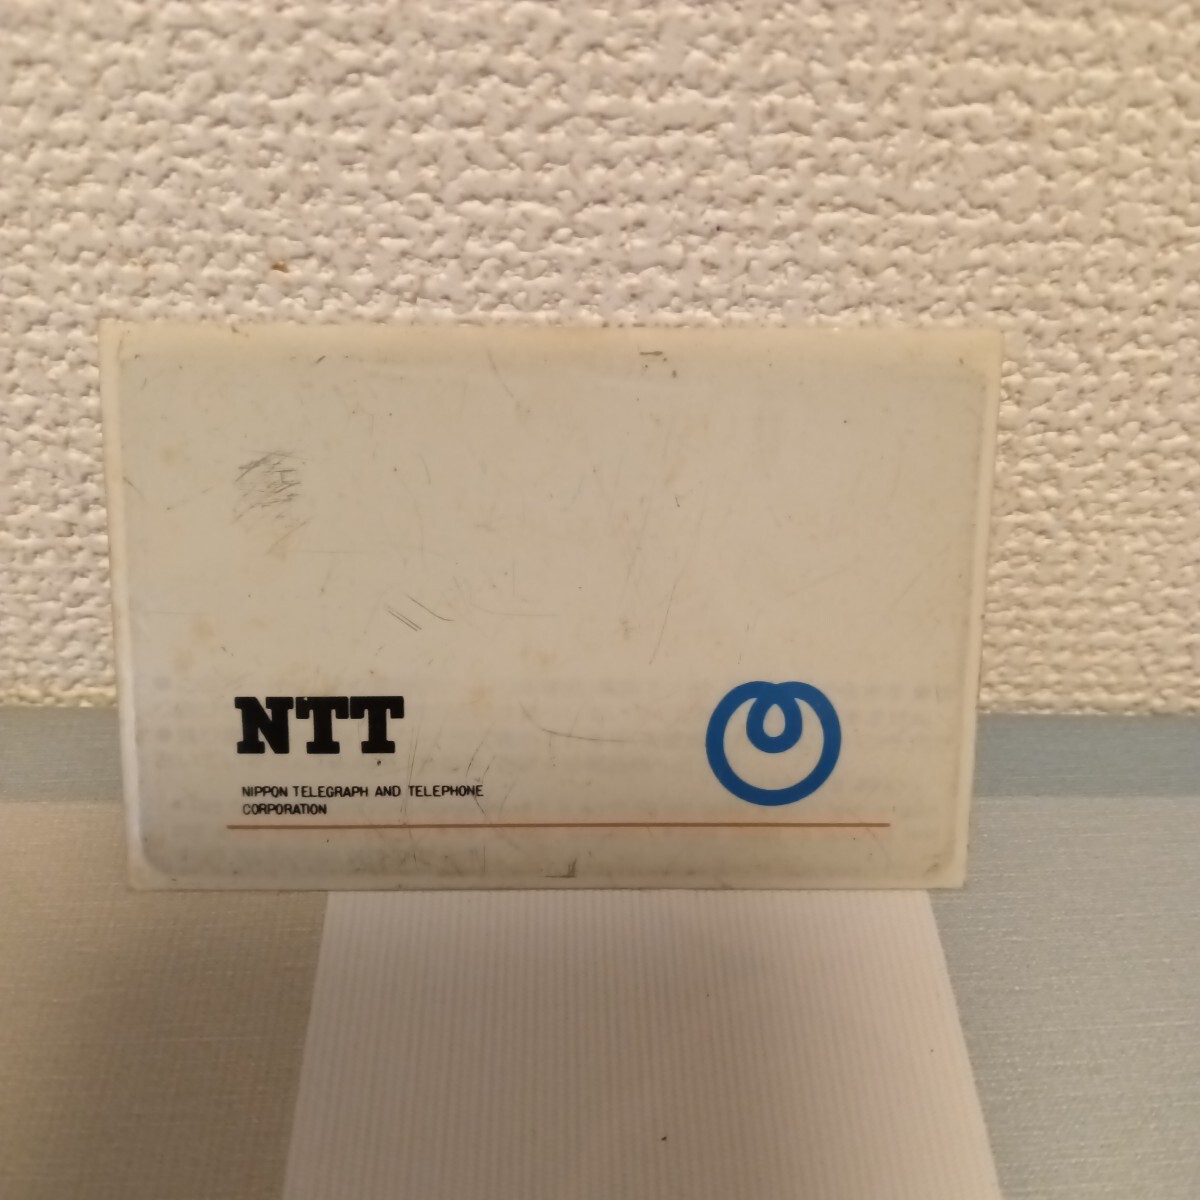 NTT
NIPPON TELEGRAPH AND TELEPHONE
CORPORATION